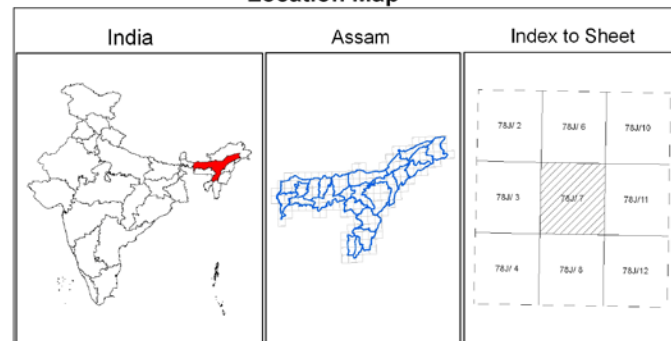 Location Map
India
Assam
Index to Sheet
78J/ 2
78J/ 6
78J/10
78J/ 3
78J/ 7
78J/11
78J/ 4
78J/ 8
78J/12